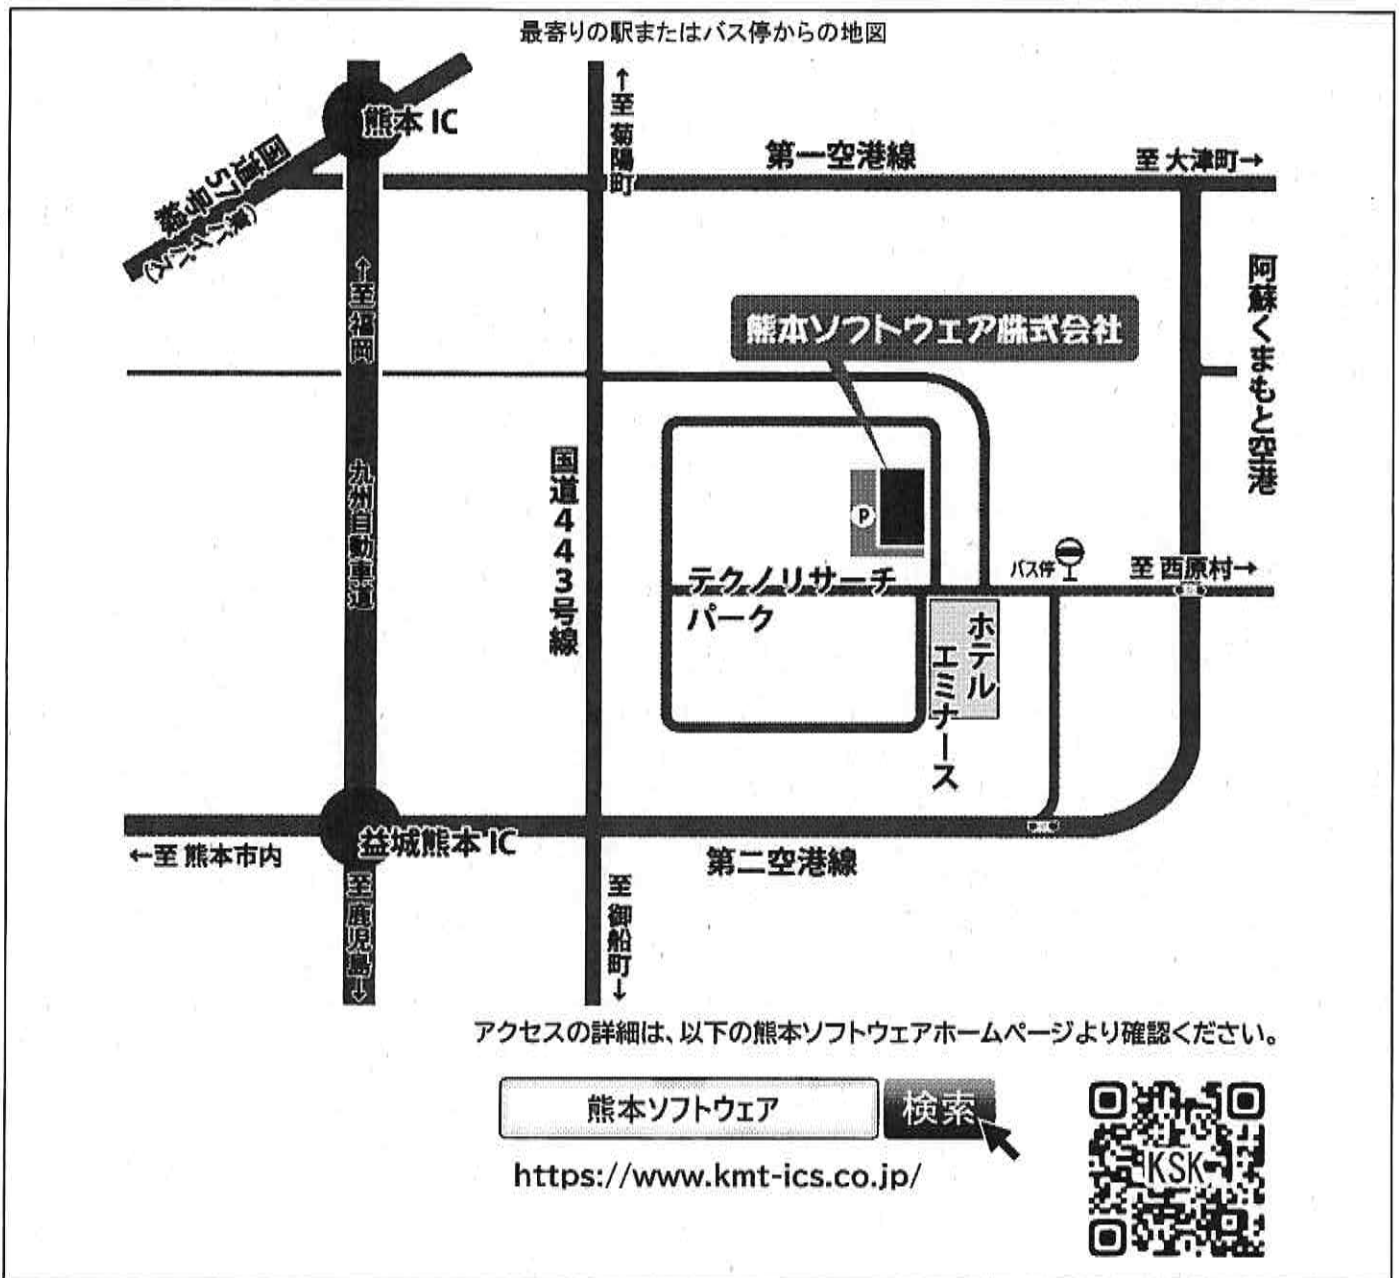 最寄りの駅またはバス停からの地図
熊本 IC
↑至 菊陽町
第一空港線
至 大津町→
国道57号線
(東バイパス)
↑至 福岡
阿蘇くまもと空港
熊本ソフトウェア株式会社
九州自動車道
国道443号線
P
バス停
至 西原村→
テクノリサーチ
パーク
ホテル
エミナース
益城熊本 IC
←至 熊本市内
第二空港線
至 鹿児島↓
至 御船町↓
アクセスの詳細は、以下の熊本ソフトウェアホームページより確認ください。
熊本ソフトウェア
検索
https://www.kmt-ics.co.jp/
KSK